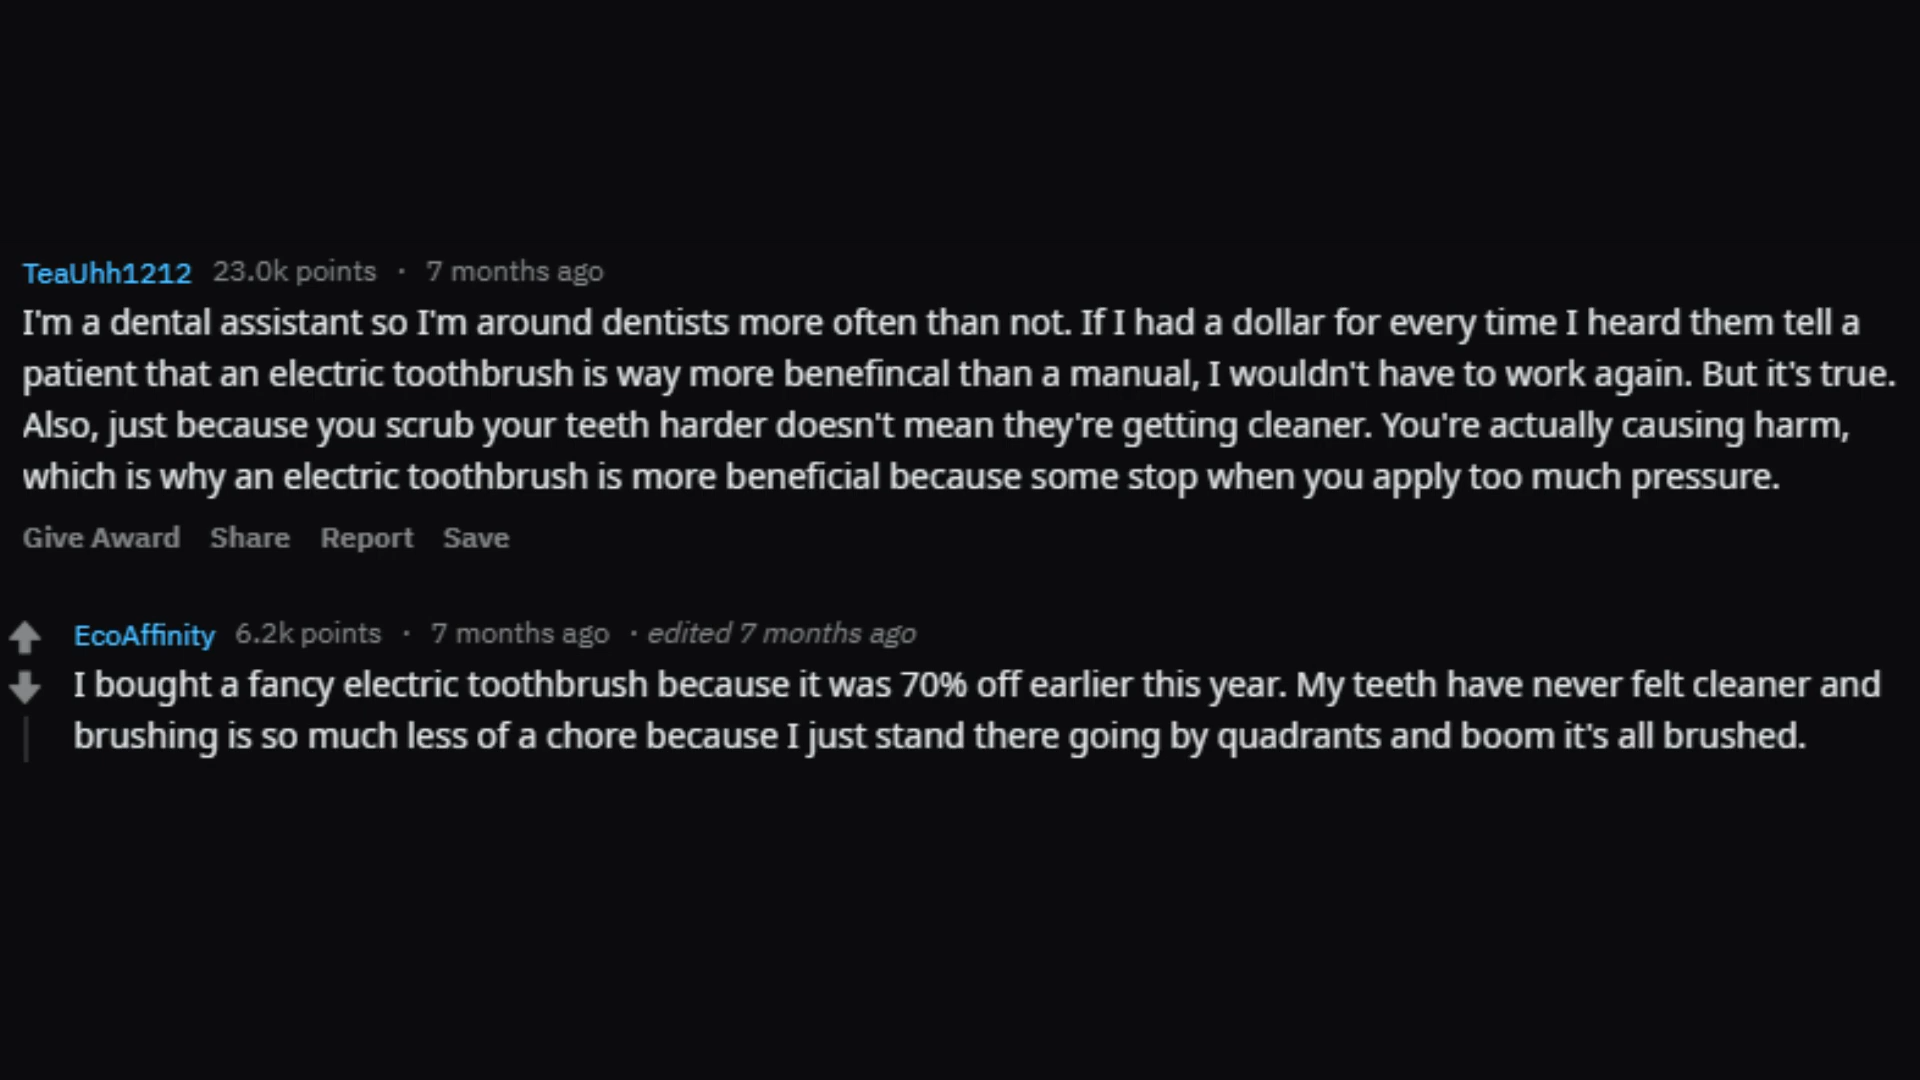 TeaUhh1212 23.0k points · 7 months ago
I'm a dental assistant so I'm around dentists more often than not. If I had a dollar for every time I heard them tell a
patient that an electric toothbrush is way more benefincal than a manual, I wouldn't have to work again. But it's true.
Also, just because you scrub your teeth harder doesn't mean they're getting cleaner. You're actually causing harm,
which is why an electric toothbrush is more beneficial because some stop when you apply too much pressure.
Give Award Share Report Save
EcoAffinity 6.2k points · 7 months ago · edited 7 months ago
I bought a fancy electric toothbrush because it was 70% off earlier this year. My teeth have never felt cleaner and
brushing is so much less of a chore because I just stand there going by quadrants and boom it's all brushed.